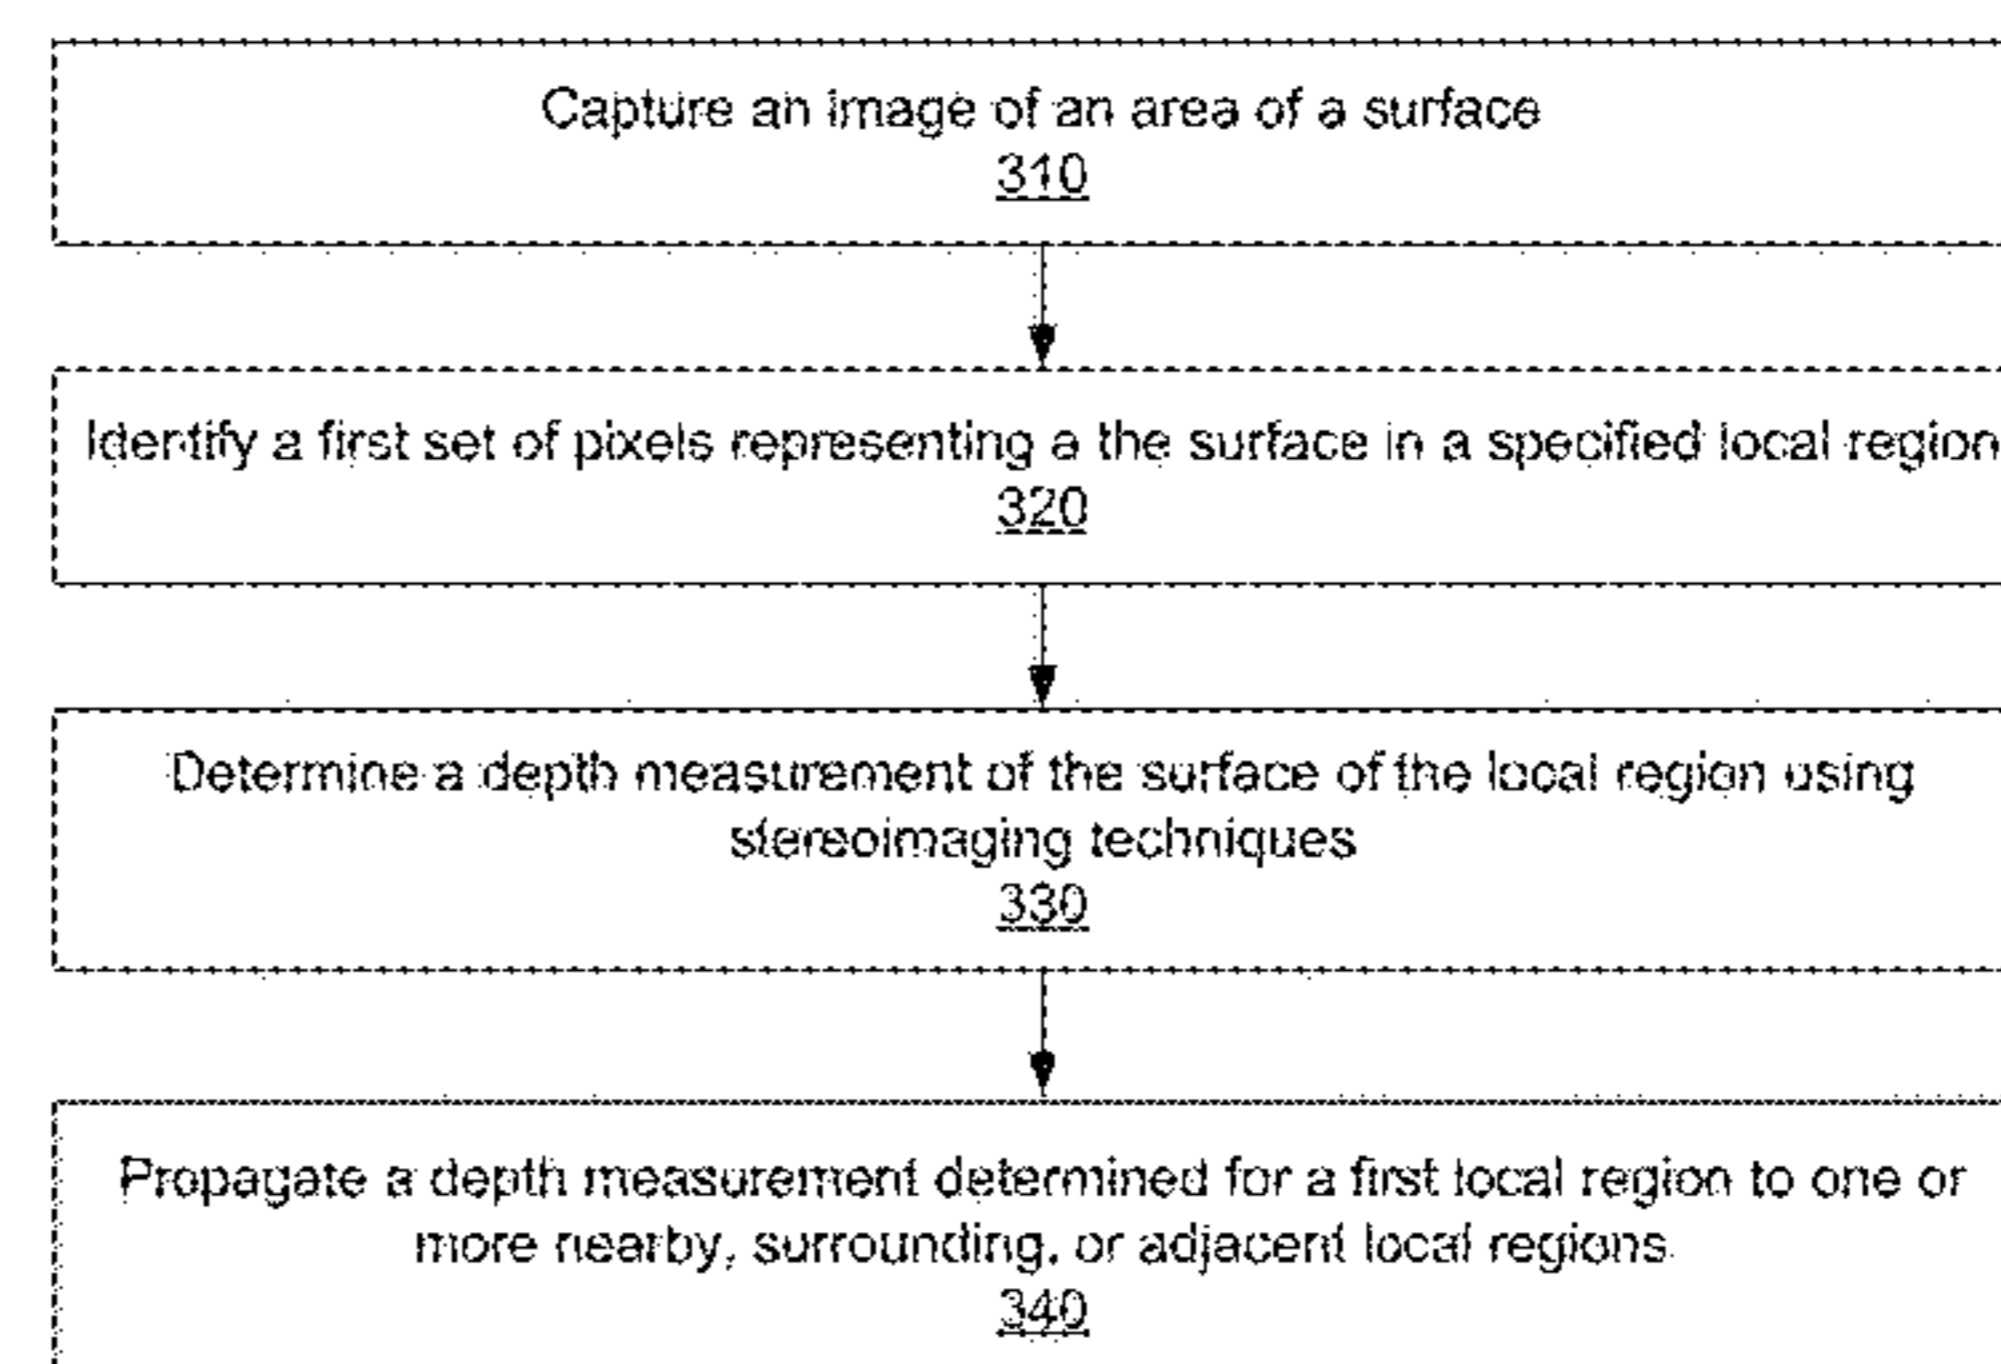 Capture an image of an area of a surface
310
Identify a first set of pixels representing a the surface in a specified local region
320
Determine a depth measurement of the surface of the local region using
stereoimaging techniques
330
Propagate a depth measurement determined for a first local region to one or
more nearby, surrounding, or adjacent local regions
340